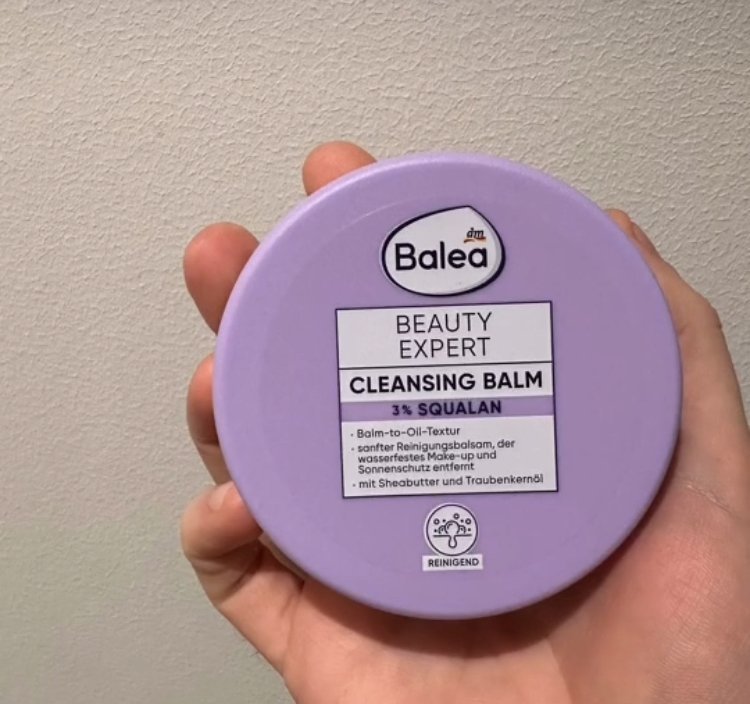 dm
Balea
BEAUTY
EXPERT
CLEANSING BALM
3% SQUALAN
· Balm-to-Oil-Textur
· sanfter Reinigungsbalsam, der
wasserfestes Make-up und
Sonnenschutz entfernt
· mit Sheabutter und Traubenkernöl
REINIGEND